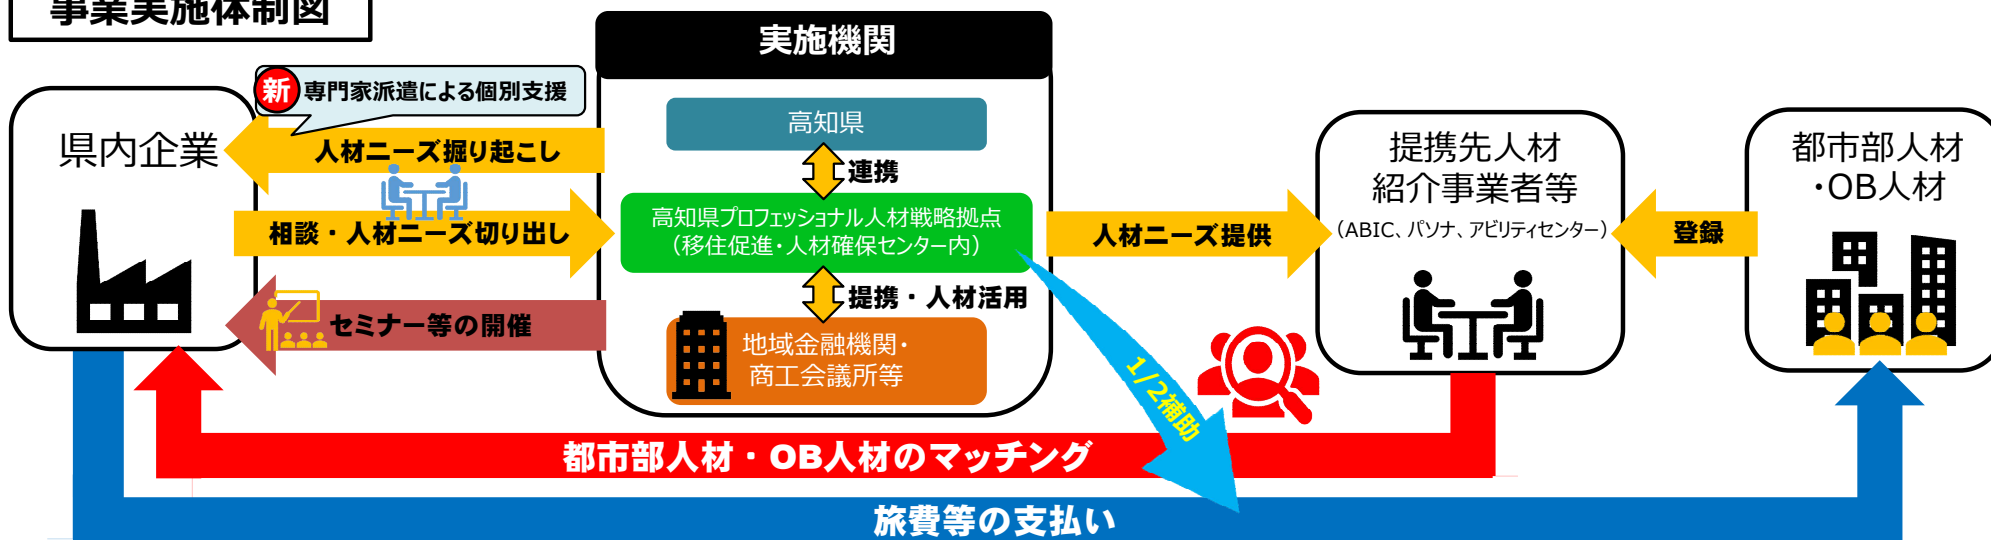 事業実施体制図
実施機関
新 専門家派遣による個別支援
県内企業
人材ニーズ掘り起こし
相談・人材ニーズ切り出し
セミナー等の開催
高知県
連携
高知県プロフェッショナル人材戦略拠点
（移住促進・人材確保センター内）
提携・人材活用
地域金融機関・
商工会議所等
人材ニーズ提供
提携先人材
紹介事業者等
（ABIC、パソナ、アビリティセンター）
登録
都市部人材
・OB人材
1/2補助
都市部人材・OB人材のマッチング
旅費等の支払い